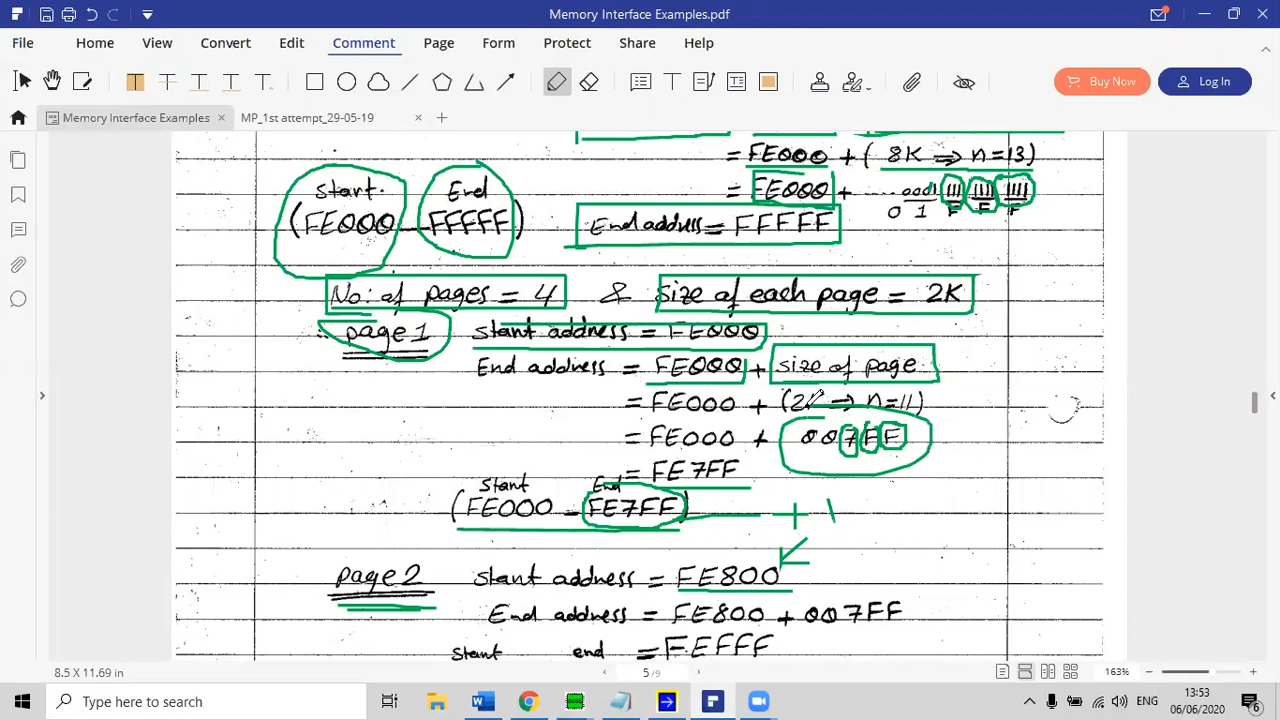 Memory Interface Examples.pdf
File Home View Convert Edit Comment Page Form Protect Share Help
Buy Now Log In
Memory Interface Examples × MP_1st attempt_29-05-19 × +
= FE000 + ( 8K ⇒ n=13)
Start End = FE000 + ..... 0001 1111 1111 1111
0 1 F F F
(FE000 - FFFFF) End address = FFFFF
No: of pages = 4 & size of each page = 2K
∴ page 1 start address = FE000
End address = FE000 + size of page
= FE000 + (2K ⇒ n=11)
= FE000 + 007FF
= FE7FF
Start End
(FE000 - FE7FF) + 1
page 2 start address = FE800
End address = FE800 + 007FF
start end = FEFFF
8.5 x 11.69 in 5 /9 163% − +
Type here to search
ENG 13:53 06/06/2020 6